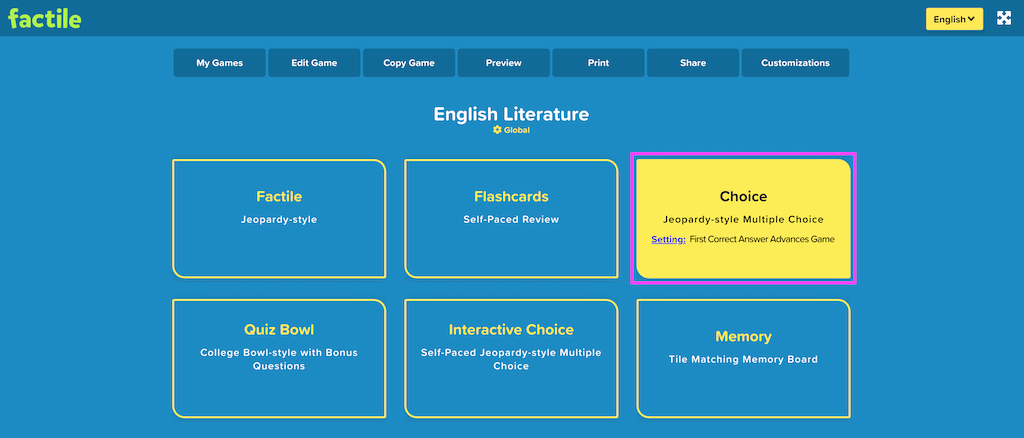 factile
English
My Games
Edit Game
Copy Game
Preview
Print
Share
Customizations
English Literature
Global
Factile
Jeopardy-style
Flashcards
Self-Paced Review
Choice
Jeopardy-style Multiple Choice
Setting: First Correct Answer Advances Game
Quiz Bowl
College Bowl-style with Bonus
Questions
Interactive Choice
Self-Paced Jeopardy-style Multiple
Choice
Memory
Tile Matching Memory Board